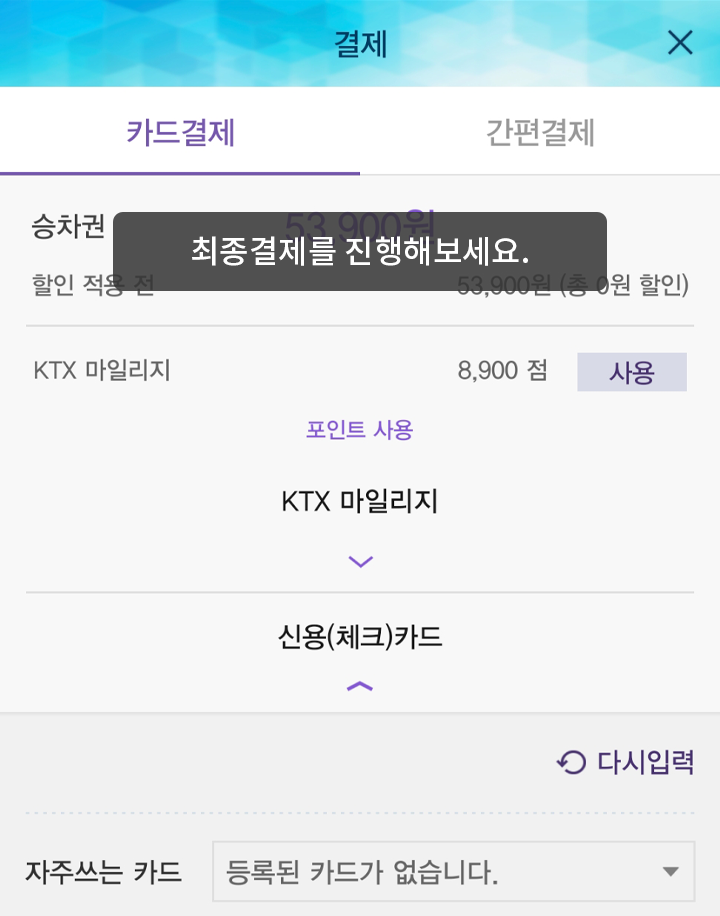 결제
카드결제 간편결제
승차권 53,900원
최종결제를 진행해보세요.
할인 적용 전 53,900원 (총 0원 할인)
KTX 마일리지 8,900 점 사용
포인트 사용
KTX 마일리지
신용(체크)카드
다시입력
자주쓰는 카드 등록된 카드가 없습니다.